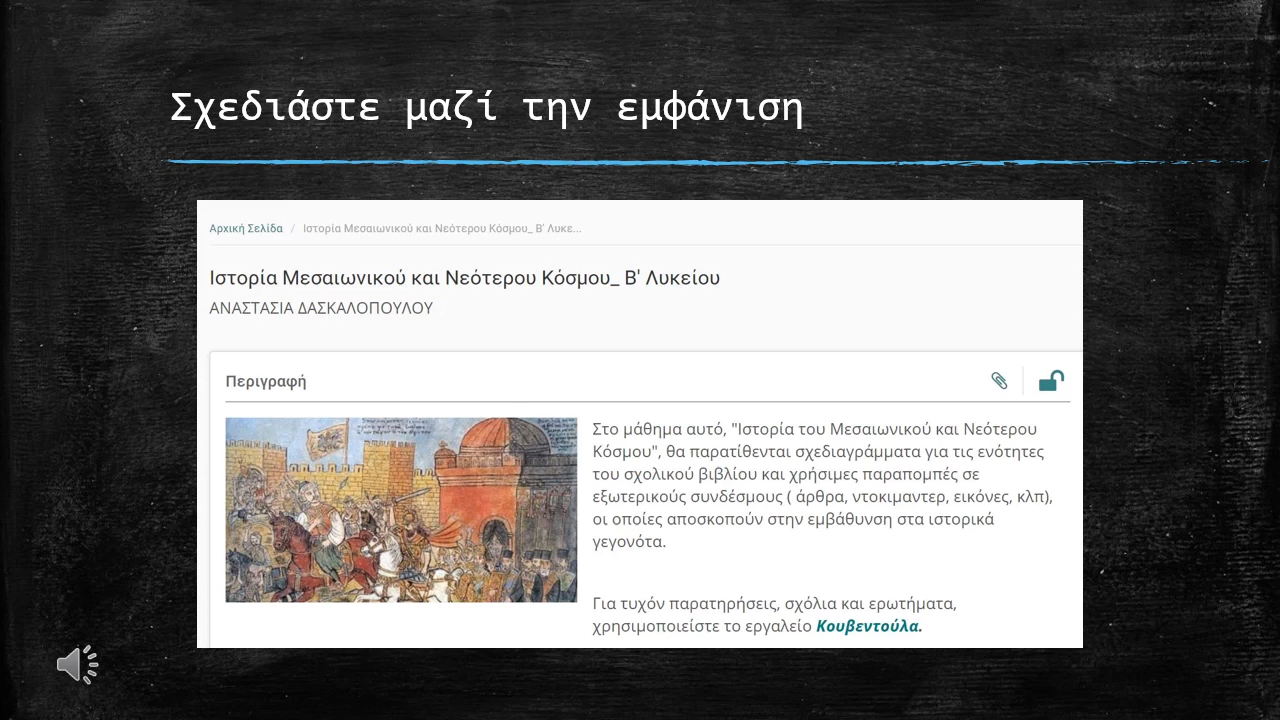 Σχεδιάστε μαζί την εμφάνιση
Αρχική Σελίδα / Ιστορία Μεσαιωνικού και Νεότερου Κόσμου_ Β' Λυκε...
Ιστορία Μεσαιωνικού και Νεότερου Κόσμου_ Β' Λυκείου
ΑΝΑΣΤΑΣΙΑ ΔΑΣΚΑΛΟΠΟΥΛΟΥ
Περιγραφή
Στο μάθημα αυτό, "Ιστορία του Μεσαιωνικού και Νεότερου
Κόσμου", θα παρατίθενται σχεδιαγράμματα για τις ενότητες
του σχολικού βιβλίου και χρήσιμες παραπομπές σε
εξωτερικούς συνδέσμους ( άρθρα, ντοκιμαντερ, εικόνες, κλπ),
οι οποίες αποσκοπούν στην εμβάθυνση στα ιστορικά
γεγονότα.
Για τυχόν παρατηρήσεις, σχόλια και ερωτήματα,
χρησιμοποιείστε το εργαλείο Κουβεντούλα.